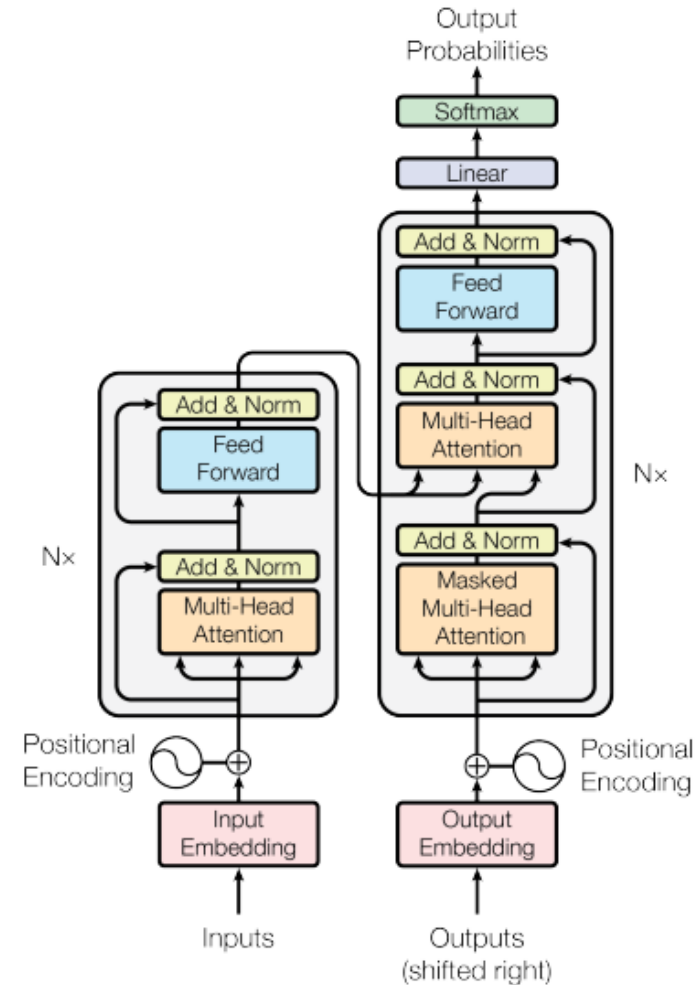 Output
Probabilities
Softmax
Linear
Add & Norm
Feed
Forward
Add & Norm
Multi-Head
Attention
Add & Norm
Masked
Multi-Head
Attention
Nx
Positional
Encoding
Output
Embedding
Outputs
(shifted right)
Add & Norm
Feed
Forward
Add & Norm
Multi-Head
Attention
N×
Positional
Encoding
Input
Embedding
Inputs